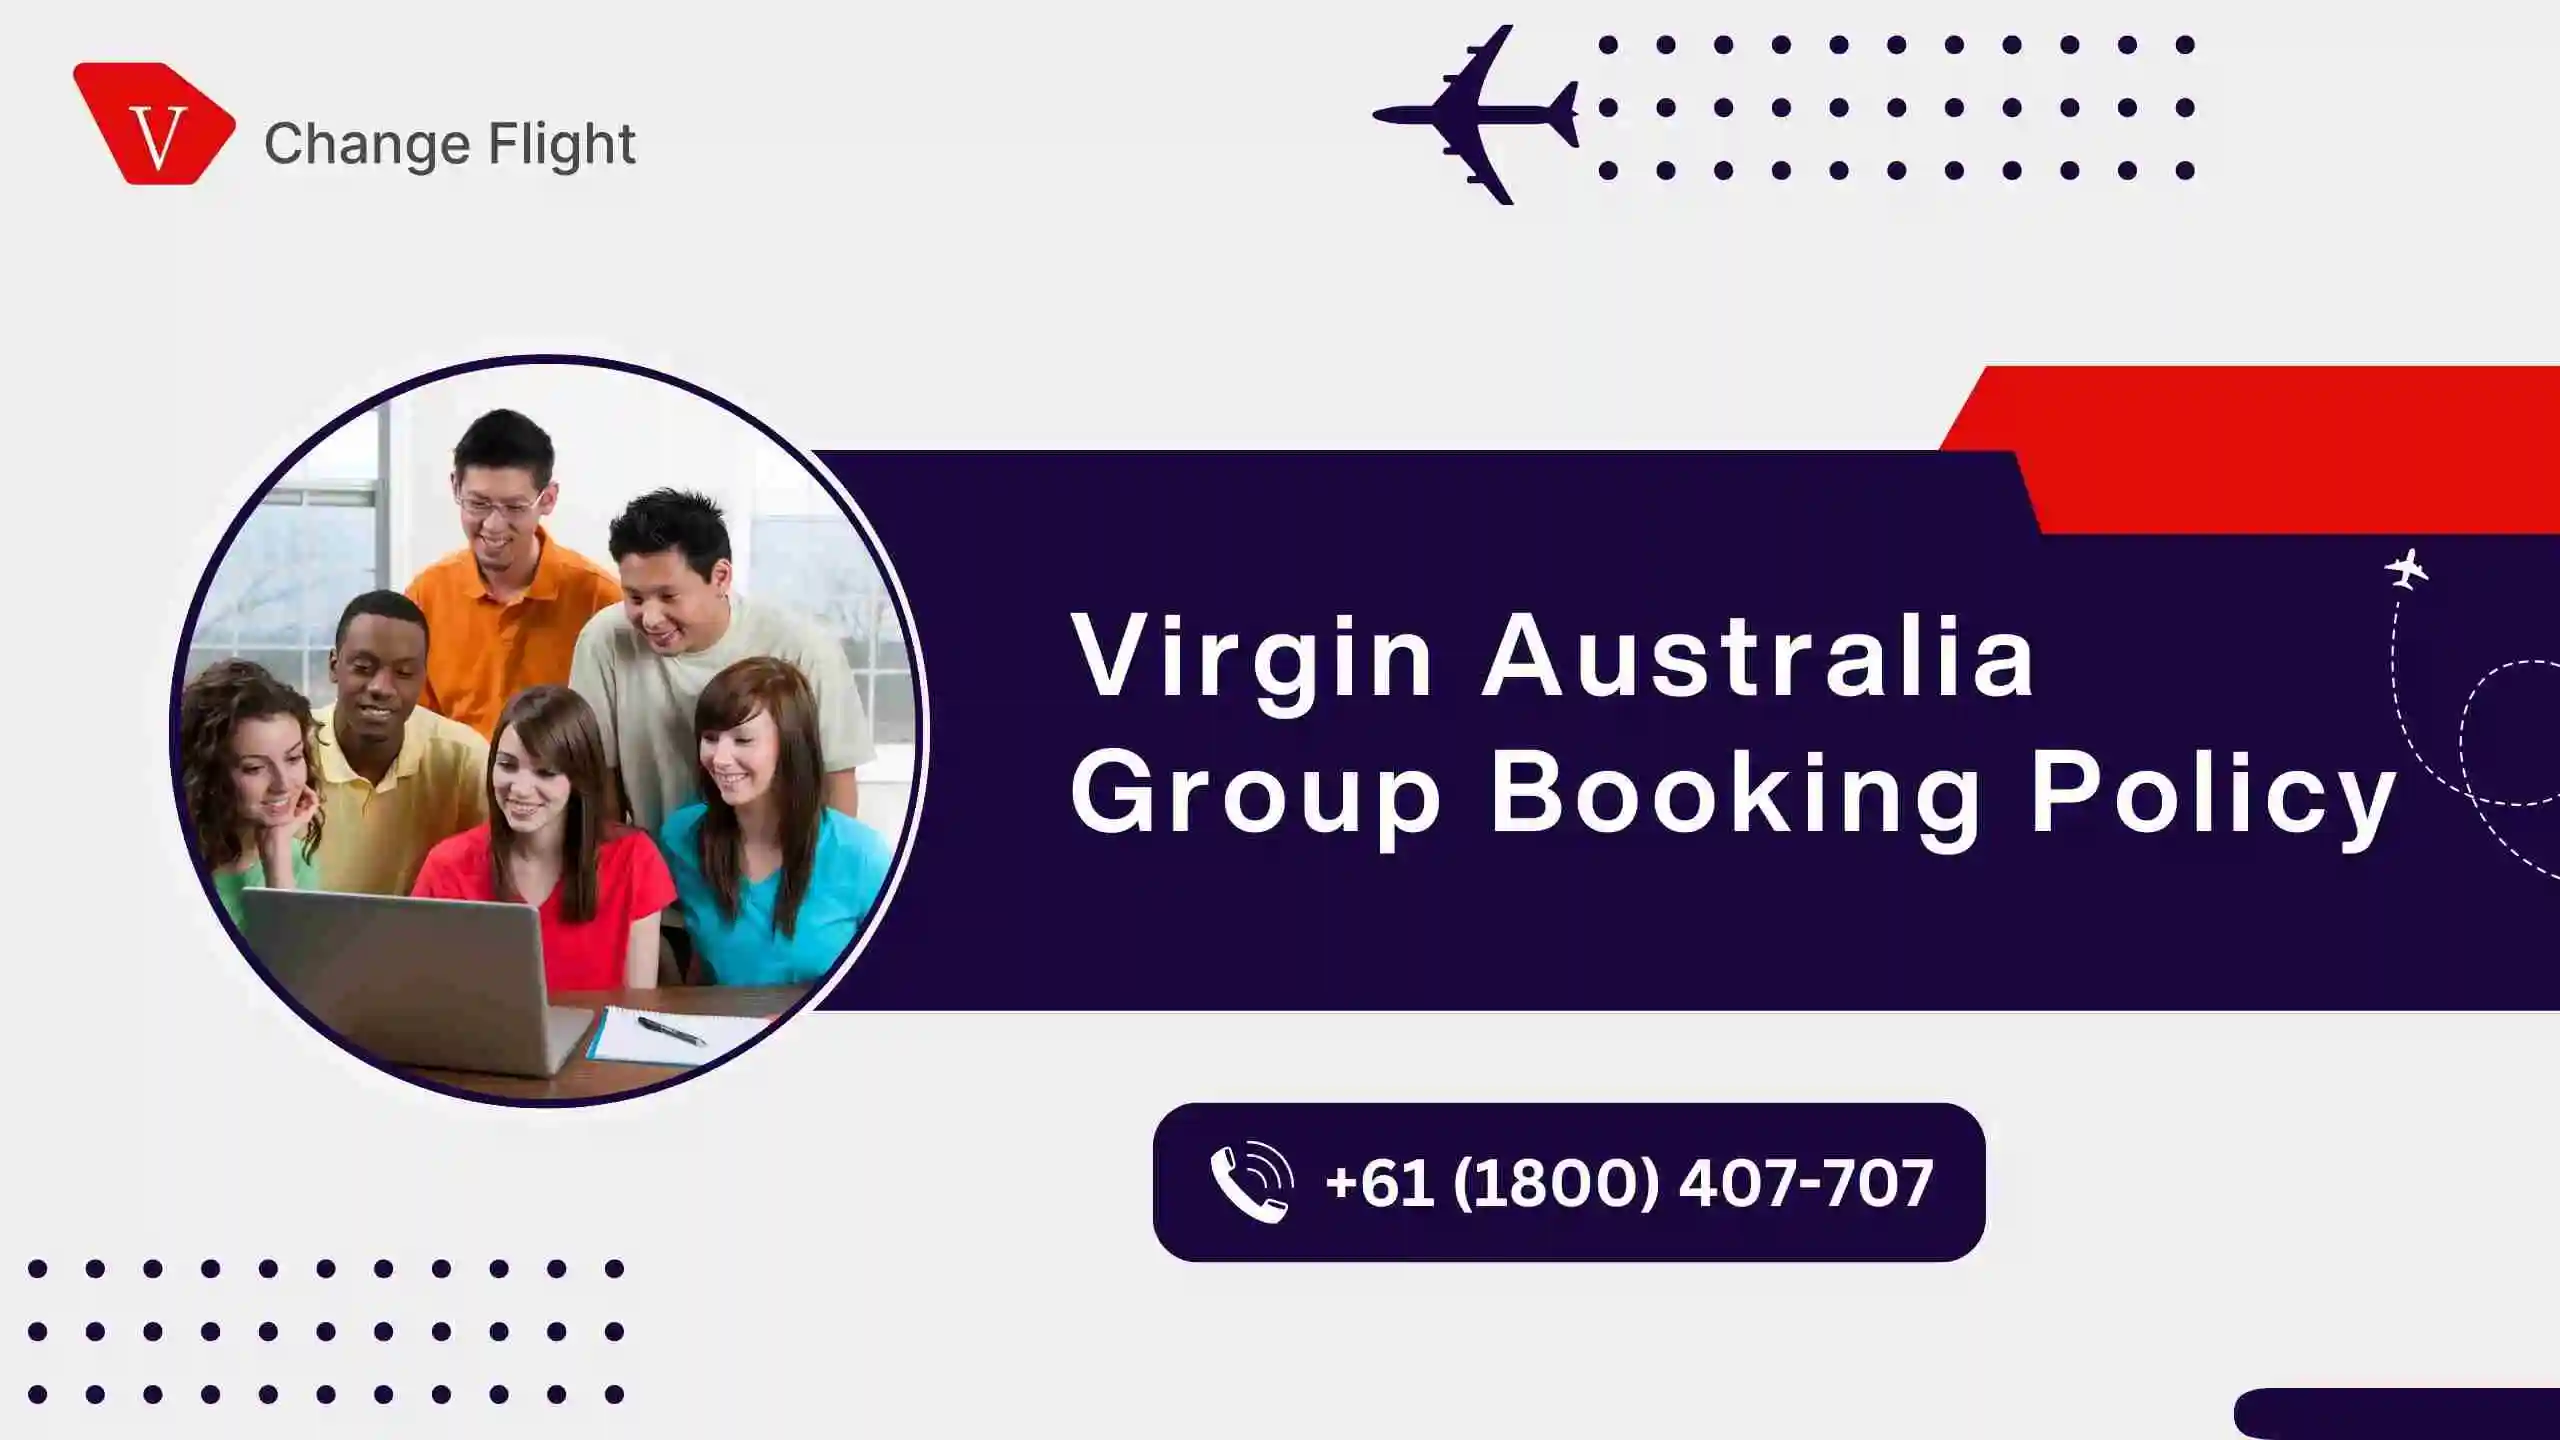 V
Change Flight
Virgin Australia
Group Booking Policy
+61 (1800) 407-707